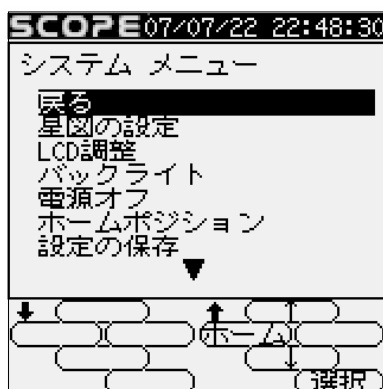 SCOPE 07/07/22 22:48:30
システム メニュー
戻る
星図の設定
LCD調整
バックライト
電源オフ
ホームポジション
設定の保存
ホーム
選択